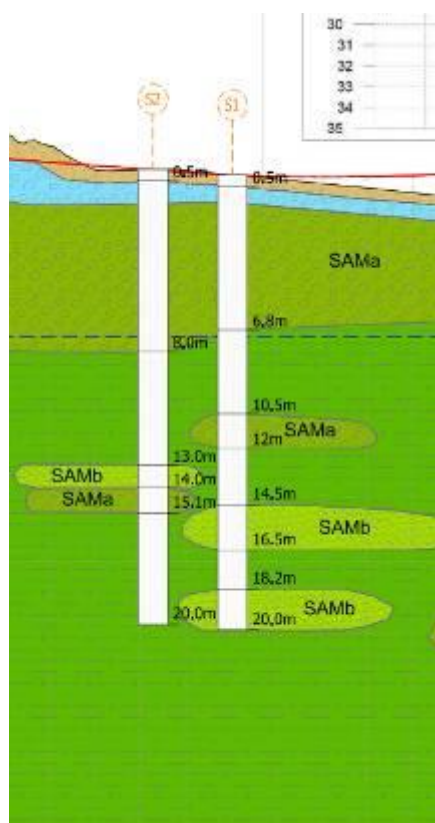 30
31
32
33
34
35
S2
S1
0.5m
0.5m
SAMa
6.8m
8.0m
10.5m
SAMa
12m
13.0m
SAMb
14.0m
SAMa
15.1m
14.5m
SAMb
16.5m
18.2m
SAMb
20.0m
20.0m